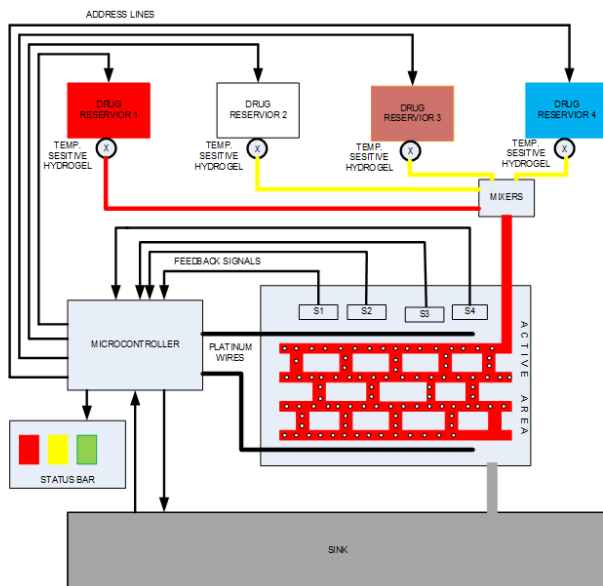 ADDRESS LINES
DRUG
RESERVIOR 1
DRUG
RESERVIOR 2
DRUG
RESERVIOR 3
DRUG
RESERVIOR 4
TEMP.
SESITIVE
HYDROGEL
X
TEMP.
SESITIVE
HYDROGEL
X
TEMP.
SESITIVE
HYDROGEL
X
TEMP.
SESITIVE
HYDROGEL
X
MIXERS
FEEDBACK SIGNALS
S1
S2
S3
S4
MICROCONTROLLER
PLATINUM
WIRES
ACTIVE AREA
STATUS BAR
SINK